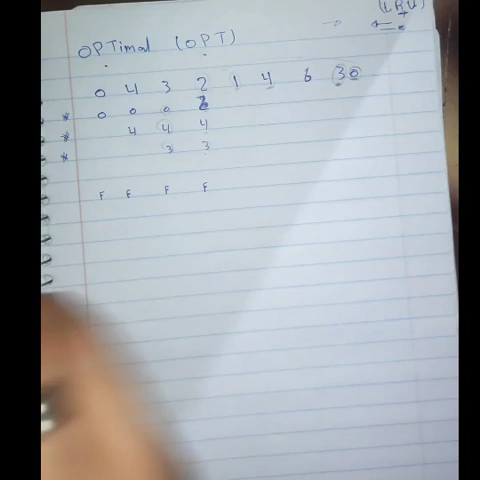 (LRU)
OPTimal (OPT)
0 4 3 2 1 4 6 3 0
* 0 0 0 2
* 4 4 4
* 3 3
F F F F